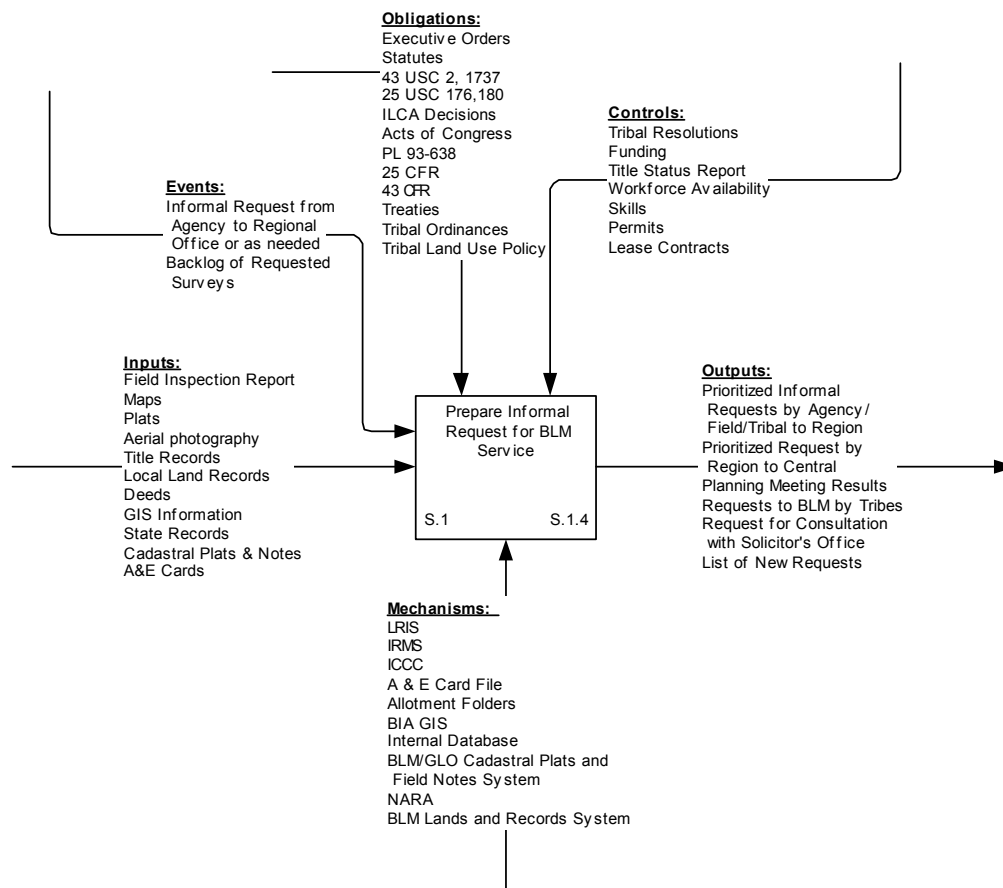 Obligations:
Executive Orders
Statutes
43 USC 2, 1737
25 USC 176,180
ILCA Decisions
Acts of Congress
PL 93-638
25 CFR
43 CFR
Treaties
Tribal Ordinances
Tribal Land Use Policy
Controls:
Tribal Resolutions
Funding
Title Status Report
Workforce Availability
Skills
Permits
Lease Contracts
Events:
Informal Request from
Agency to Regional
Office or as needed
Backlog of Requested
Surveys
Inputs:
Field Inspection Report
Maps
Plats
Aerial photography
Title Records
Local Land Records
Deeds
GIS Information
State Records
Cadastral Plats & Notes
A&E Cards
Prepare Informal
Request for BLM
Service
S.1 S.1.4
Outputs:
Prioritized Informal
Requests by Agency/
Field/Tribal to Region
Prioritized Request by
Region to Central
Planning Meeting Results
Requests to BLM by Tribes
Request for Consultation
with Solicitor's Office
List of New Requests
Mechanisms:
LRIS
IRMS
ICCC
A & E Card File
Allotment Folders
BIA GIS
Internal Database
BLM/GLO Cadastral Plats and
Field Notes System
NARA
BLM Lands and Records System